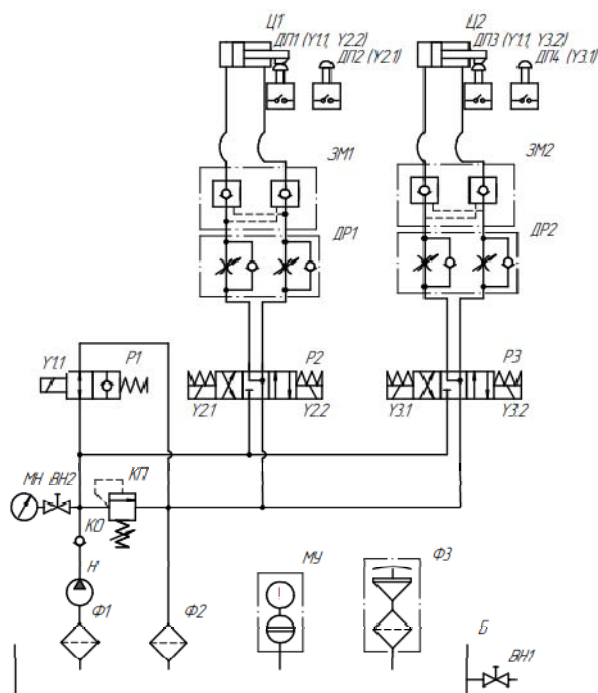 Ц1
ДП1 (Y1.1, Y2.2)
ДП2 (Y2.1)
Ц2
ДП3 (Y1.1, Y3.2)
ДП4 (Y3.1)
ЗМ1
ЗМ2
ДР1
ДР2
Y1.1
Р1
Р2
Р3
Y2.1
Y2.2
Y3.1
Y3.2
МН
ВН2
КП
КО
Н
Ф1
Ф2
МУ
Ф3
Б
ВН1